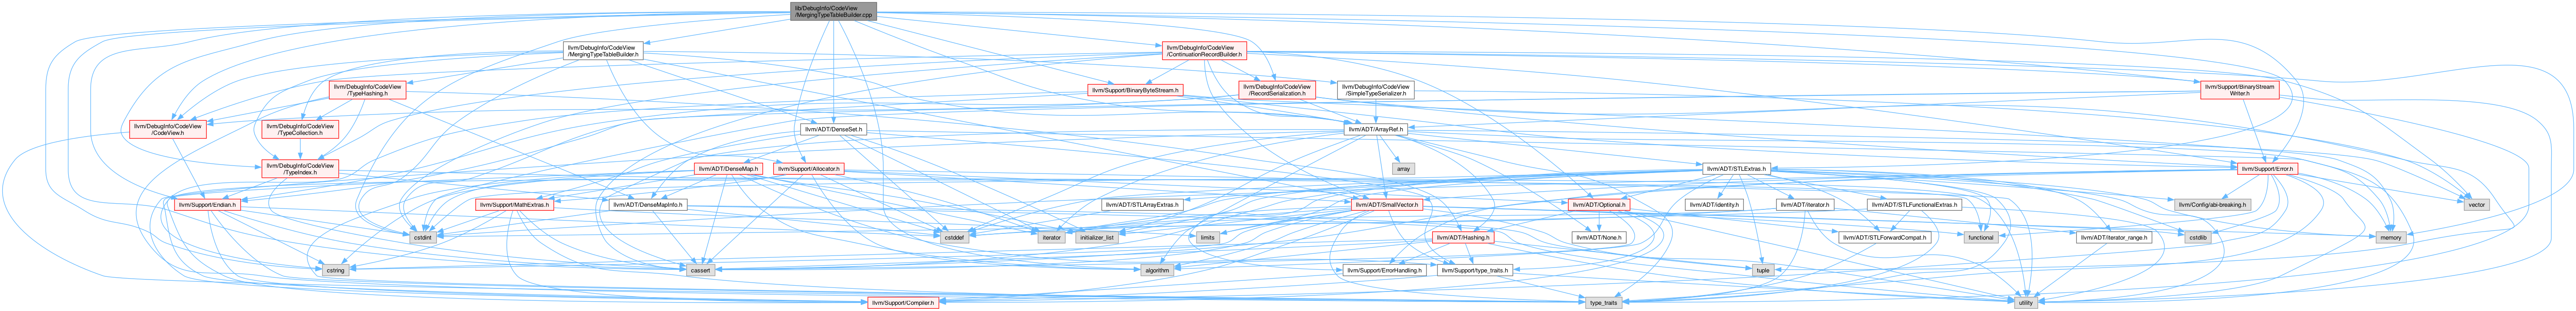 lib/DebugInfo/CodeView
/MergingTypeTableBuilder.cpp
llvm/DebugInfo/CodeView
/MergingTypeTableBuilder.h
llvm/DebugInfo/CodeView
/ContinuationRecordBuilder.h
llvm/DebugInfo/CodeView
/TypeHashing.h
llvm/Support/BinaryByteStream.h
llvm/DebugInfo/CodeView
/RecordSerialization.h
llvm/DebugInfo/CodeView
/SimpleTypeSerializer.h
llvm/Support/BinaryStream
Writer.h
llvm/DebugInfo/CodeView
/CodeView.h
llvm/DebugInfo/CodeView
/TypeCollection.h
llvm/ADT/DenseSet.h
llvm/ADT/ArrayRef.h
llvm/DebugInfo/CodeView
/TypeIndex.h
llvm/ADT/DenseMap.h
llvm/Support/Allocator.h
array
llvm/ADT/STLExtras.h
llvm/Support/Error.h
llvm/Support/Endian.h
llvm/Support/MathExtras.h
llvm/ADT/DenseMapInfo.h
llvm/ADT/STLArrayExtras.h
llvm/ADT/SmallVector.h
llvm/ADT/Optional.h
llvm/ADT/identity.h
llvm/ADT/iterator.h
llvm/ADT/STLFunctionalExtras.h
llvm/Config/abi-breaking.h
vector
cstdint
cstddef
iterator
initializer_list
limits
llvm/ADT/Hashing.h
llvm/ADT/None.h
llvm/ADT/STLForwardCompat.h
functional
llvm/ADT/iterator_range.h
cstdlib
memory
cstring
cassert
algorithm
llvm/Support/ErrorHandling.h
llvm/Support/type_traits.h
tuple
llvm/Support/Compiler.h
type_traits
utility